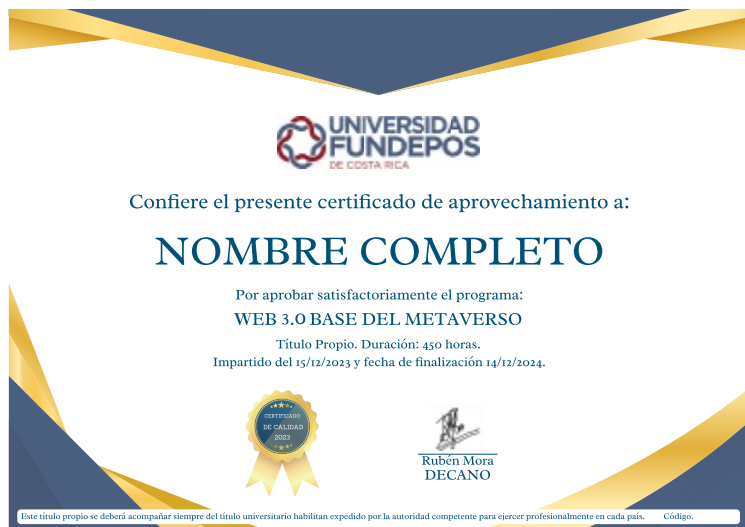 UNIVERSIDAD
FUNDEPOS
DE COSTA RICA
Confiere el presente certificado de aprovechamiento a:
NOMBRE COMPLETO
Por aprobar satisfactoriamente el programa:
WEB 3.0 BASE DEL METAVERSO
Título Propio. Duración: 450 horas.
Impartido del 15/12/2023 y fecha de finalización 14/12/2024.
CERTIFICADO
DE CALIDAD
2023
Rubén Mora
DECANO
Este título propio se deberá acompañar siempre del título universitario habilitan expedido por la autoridad competente para ejercer profesionalmente en cada país. Código.